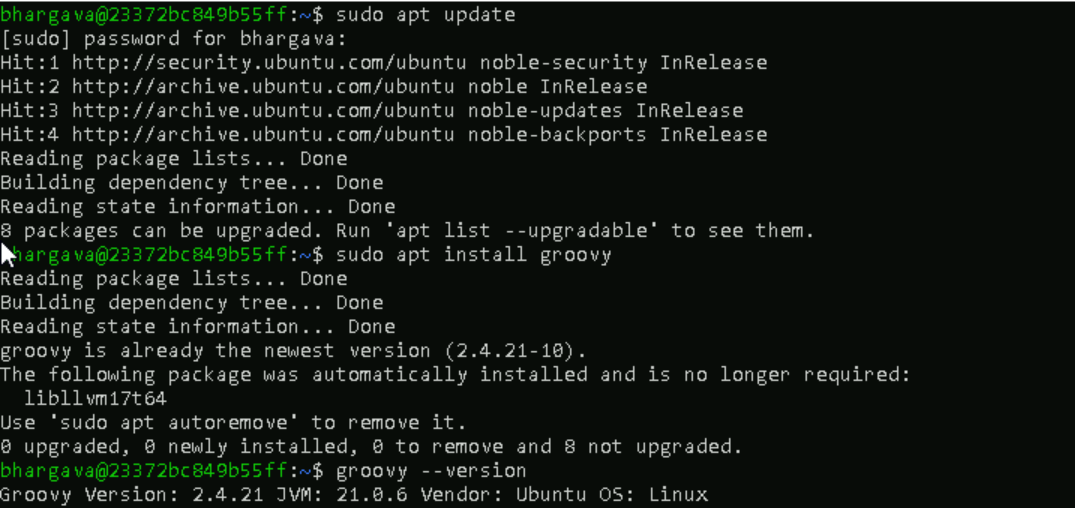 bhargava@23372bc849b55ff:~$ sudo apt update
[sudo] password for bhargava:
Hit:1 http://security.ubuntu.com/ubuntu noble-security InRelease
Hit:2 http://archive.ubuntu.com/ubuntu noble InRelease
Hit:3 http://archive.ubuntu.com/ubuntu noble-updates InRelease
Hit:4 http://archive.ubuntu.com/ubuntu noble-backports InRelease
Reading package lists... Done
Building dependency tree... Done
Reading state information... Done
8 packages can be upgraded. Run 'apt list --upgradable' to see them.
bhargava@23372bc849b55ff:~$ sudo apt install groovy
Reading package lists... Done
Building dependency tree... Done
Reading state information... Done
groovy is already the newest version (2.4.21-10).
The following package was automatically installed and is no longer required:
  libllvm17t64
Use 'sudo apt autoremove' to remove it.
0 upgraded, 0 newly installed, 0 to remove and 8 not upgraded.
bhargava@23372bc849b55ff:~$ groovy --version
Groovy Version: 2.4.21 JVM: 21.0.6 Vendor: Ubuntu OS: Linux